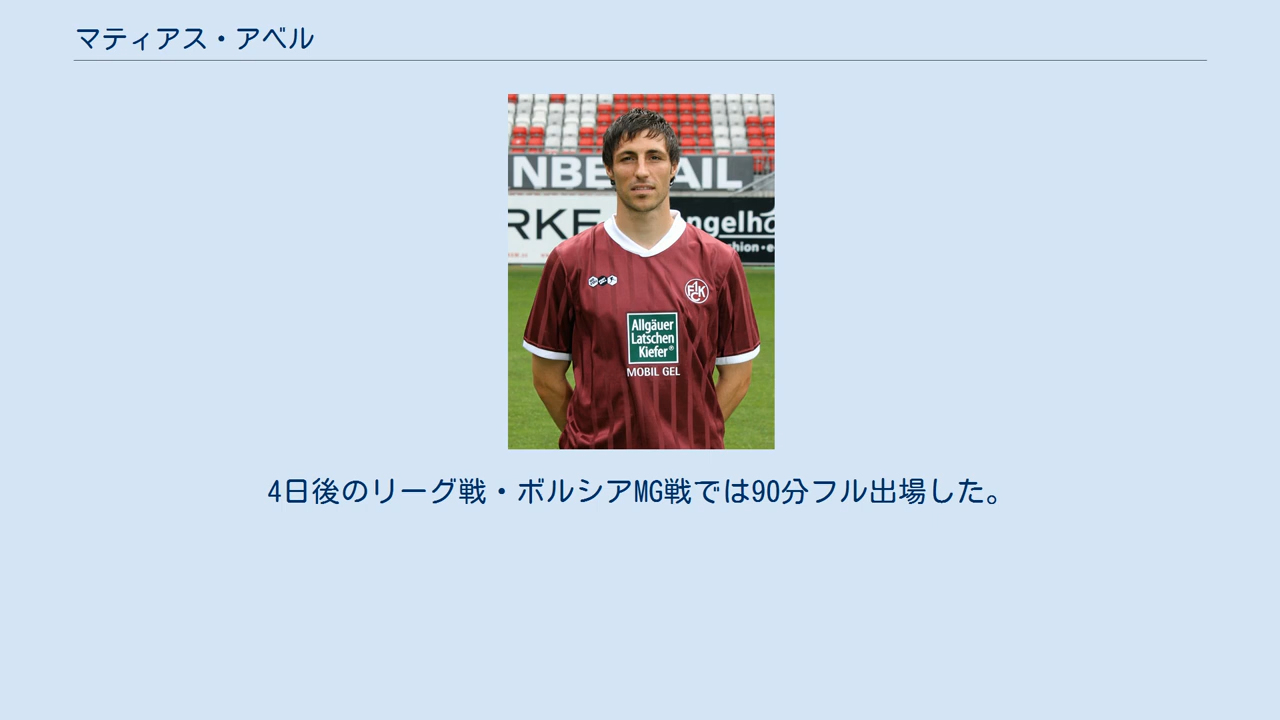 マティアス・アベル
NBE AIL
RKE
ngelho
shion·e
FCK
Allgäuer
Latschen
Kiefer®
MOBIL GEL
4日後のリーグ戦・ボルシアMG戦では90分フル出場した。